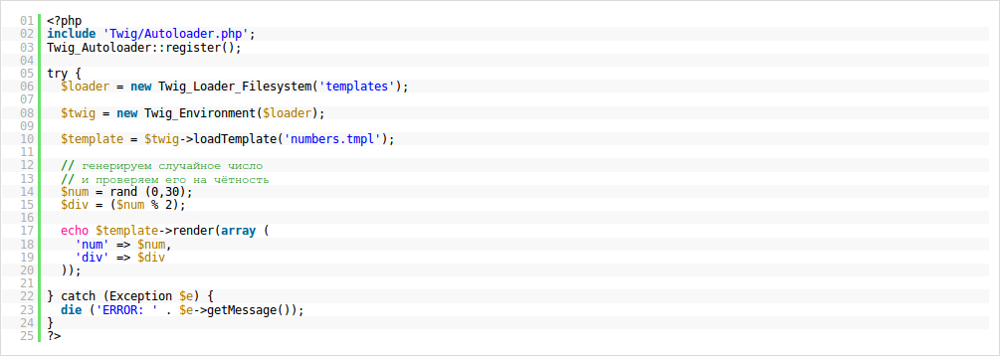 01 <?php
02 include 'Twig/Autoloader.php';
03 Twig_Autoloader::register();
04
05 try {
06   $loader = new Twig_Loader_Filesystem('templates');
07
08   $twig = new Twig_Environment($loader);
09
10   $template = $twig->loadTemplate('numbers.tmpl');
11
12   // генерируем случайное число
13   // и проверяем его на чётность
14   $num = rand (0,30);
15   $div = ($num % 2);
16
17   echo $template->render(array (
18     'num' => $num,
19     'div' => $div
20   ));
21
22 } catch (Exception $e) {
23   die ('ERROR: ' . $e->getMessage());
24 }
25 ?>